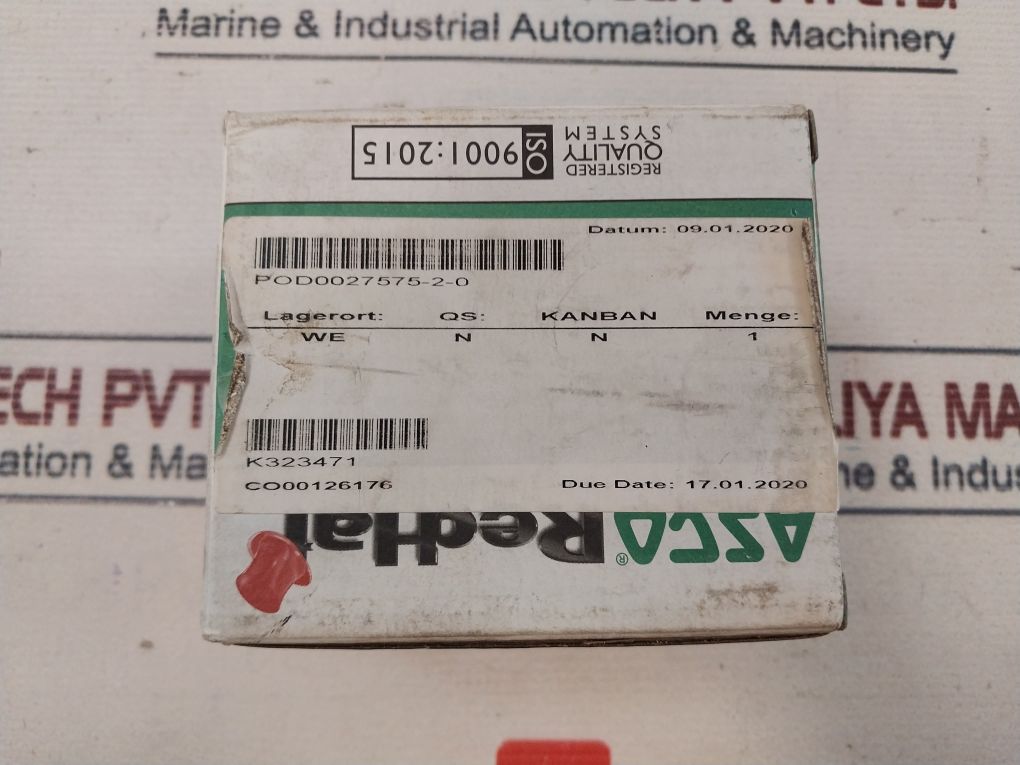 Marine & Industrial Automation & Machinery
REGISTERED
QUALITY
SYSTEM
ISO 9001:2015
Datum: 09.01.2020
POD0027575-2-0
Lagerort: QS: KANBAN Menge:
WE N N 1
K323471
CO00126176 Due Date: 17.01.2020
ASCO® RedHat
ECH PVT
ation & Ma
LIYA MA
ne & Indus